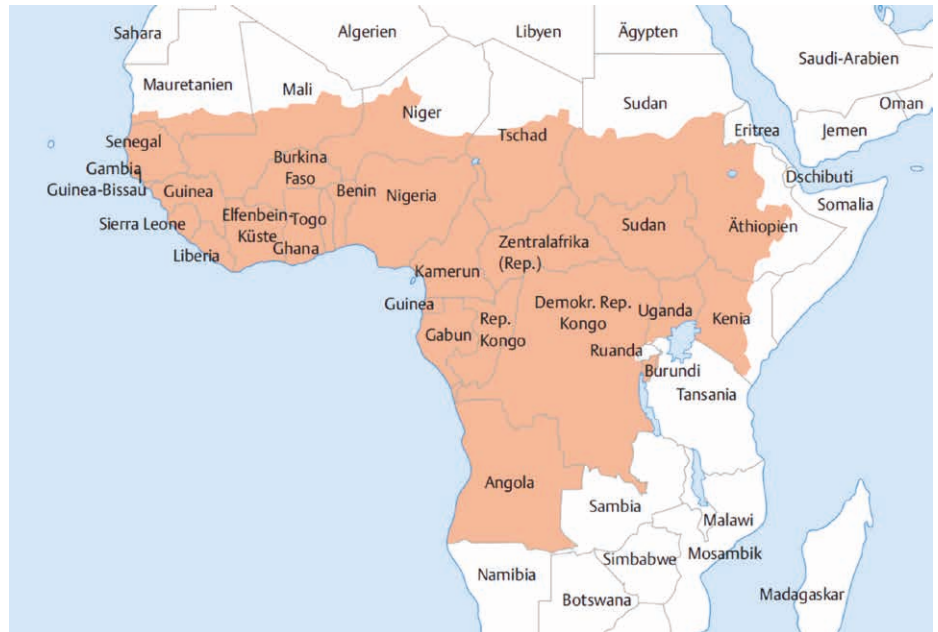 Sahara
Algerien
Libyen
Ägypten
Saudi-Arabien
Mauretanien
Mali
Niger
Sudan
Oman
Tschad
Eritrea
Jemen
Senegal
Burkina
Faso
Dschibuti
Gambia
Guinea-Bissau
Guinea
Benin
Nigeria
Somalia
Sierra Leone
Elfenbein-
Küste
Togo
Sudan
Äthiopien
Liberia
Ghana
Zentralafrika
(Rep.)
Kamerun
Guinea
Demokr. Rep.
Kongo
Uganda
Kenia
Gabun
Rep.
Kongo
Ruanda
Burundi
Tansania
Angola
Sambia
Malawi
Simbabwe
Mosambik
Namibia
Botswana
Madagaskar